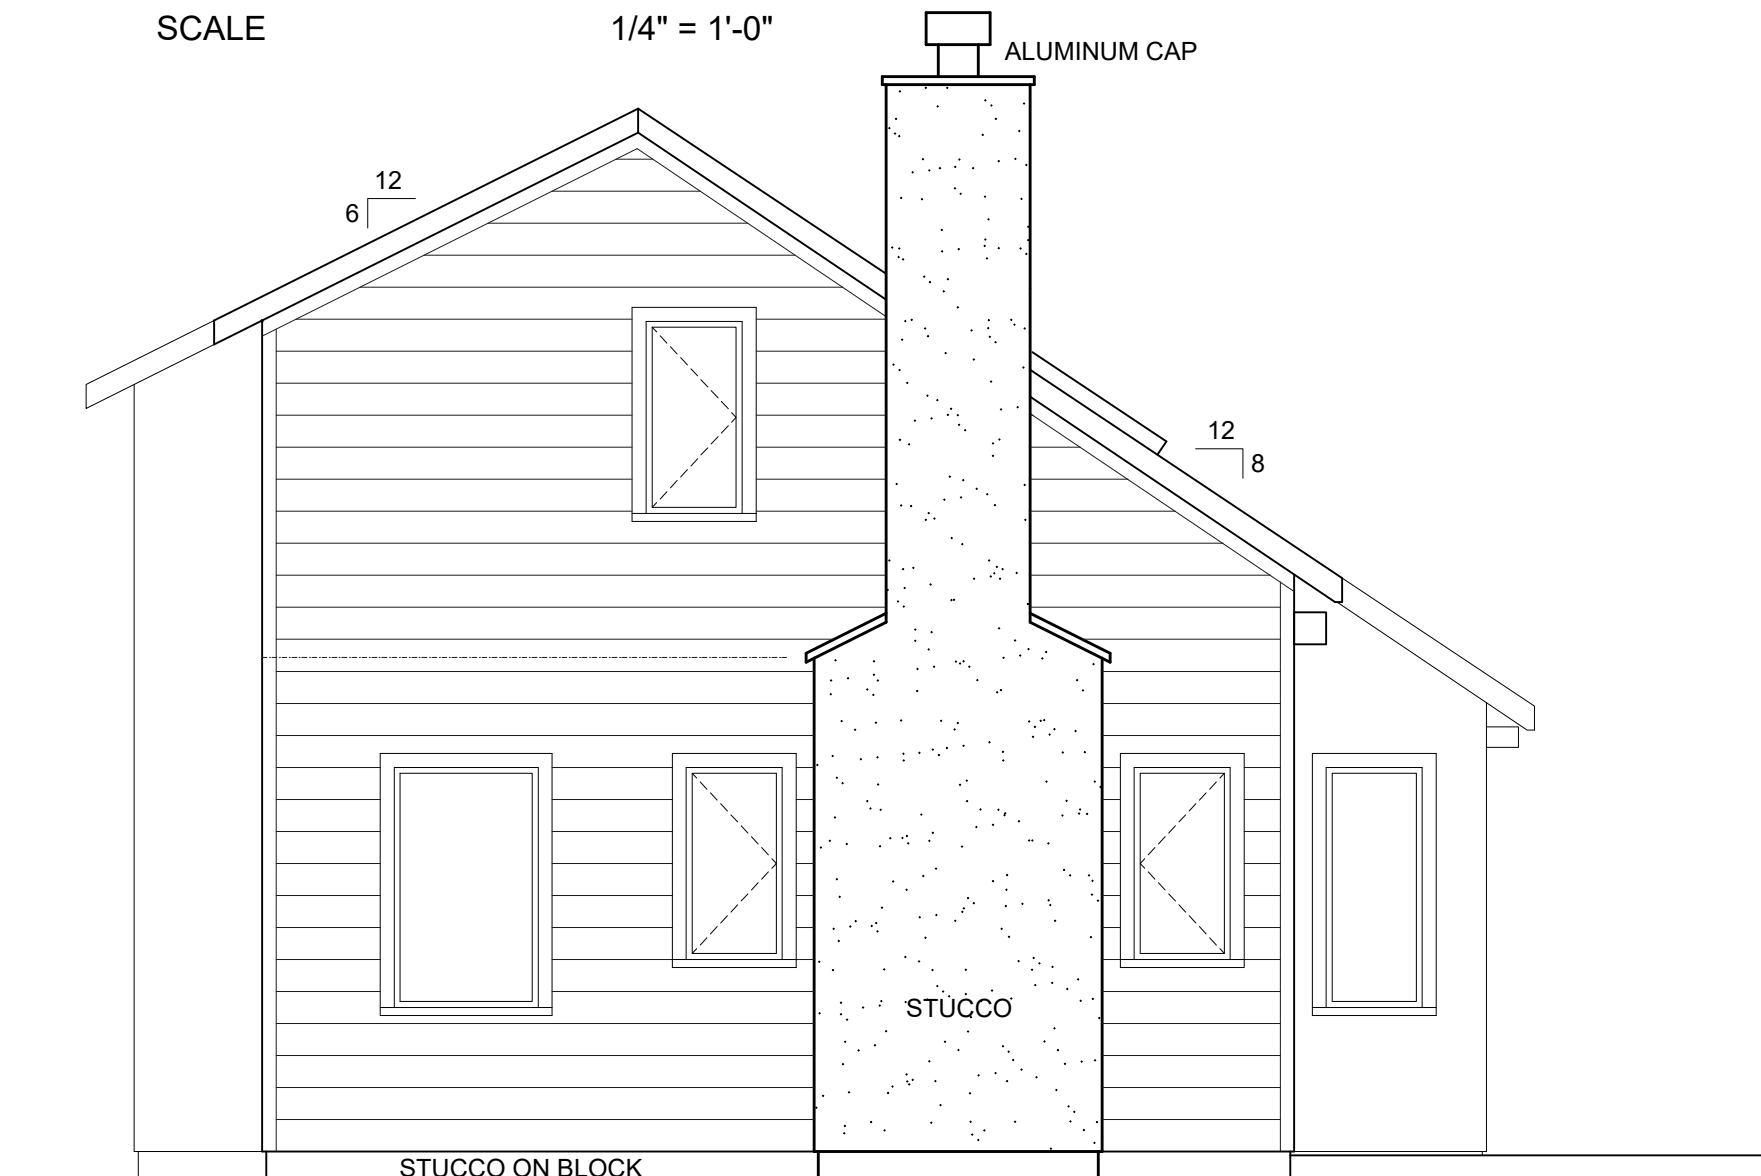 SCALE 1/4" = 1'-0"
ALUMINUM CAP
12
6
12
8
STUCCO
STUCCO ON BLOCK